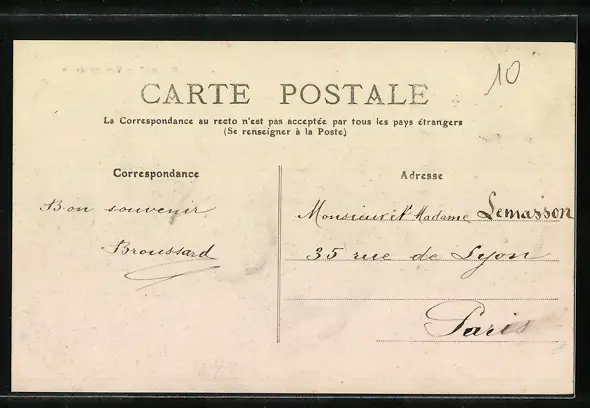 10
CARTE POSTALE
La Correspondance au recto n'est pas acceptée par tous les pays étrangers
(Se renseigner à la Poste)
Correspondance
Bon souvenir
Broussard
Adresse
Monsieur et Madame Lemasson
35 rue de Lyon
Paris